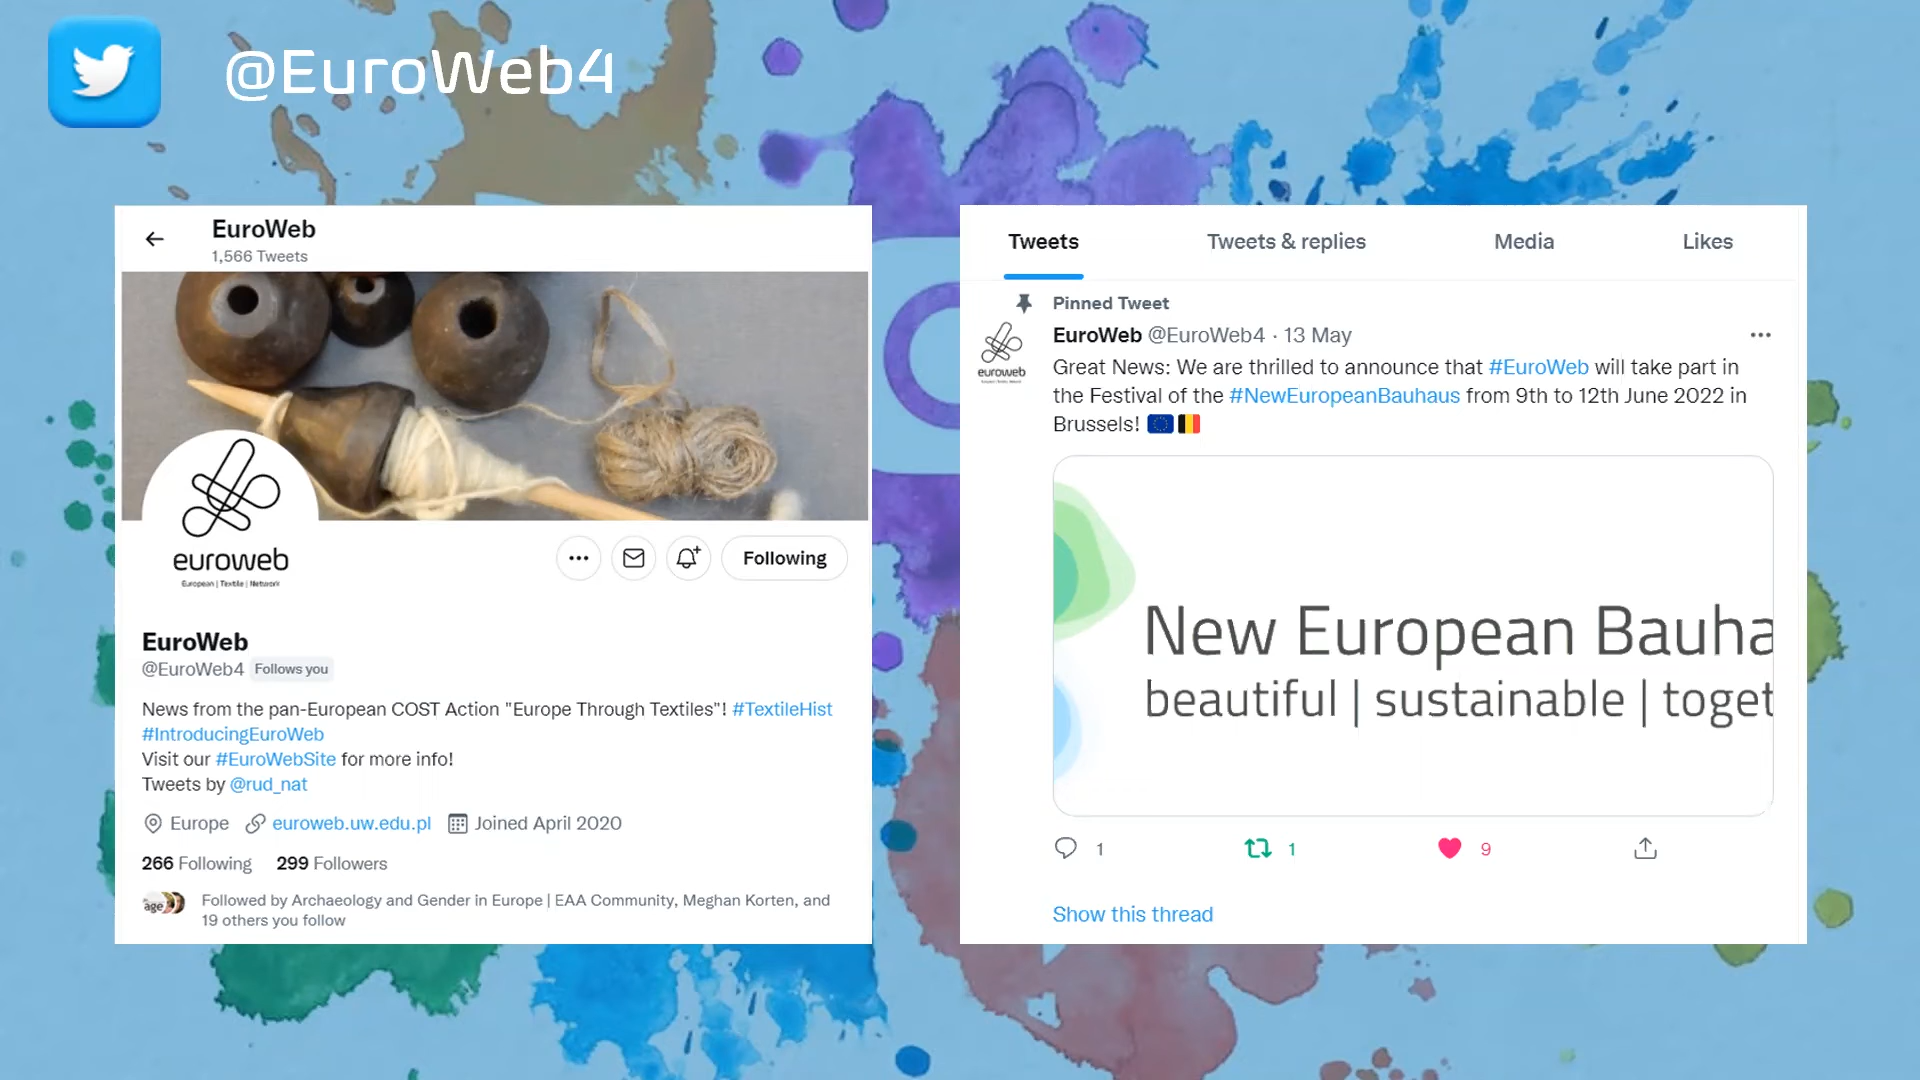 @EuroWeb4
EuroWeb
1,566 Tweets
euroweb
European | Textile | Network
Following
EuroWeb
@EuroWeb4 Follows you
News from the pan-European COST Action "Europe Through Textiles"! #TextileHist
#IntroducingEuroWeb
Visit our #EuroWebSite for more info!
Tweets by @rud_nat
Europe euroweb.uw.edu.pl Joined April 2020
266 Following 299 Followers
age
Followed by Archaeology and Gender in Europe | EAA Community, Meghan Korten, and
19 others you follow
Tweets Tweets & replies Media Likes
Pinned Tweet
EuroWeb @EuroWeb4 · 13 May
euroweb
Great News: We are thrilled to announce that #EuroWeb will take part in
the Festival of the #NewEuropeanBauhaus from 9th to 12th June 2022 in
Brussels!
New European Bauha
beautiful | sustainable | toget
1 1 9
Show this thread